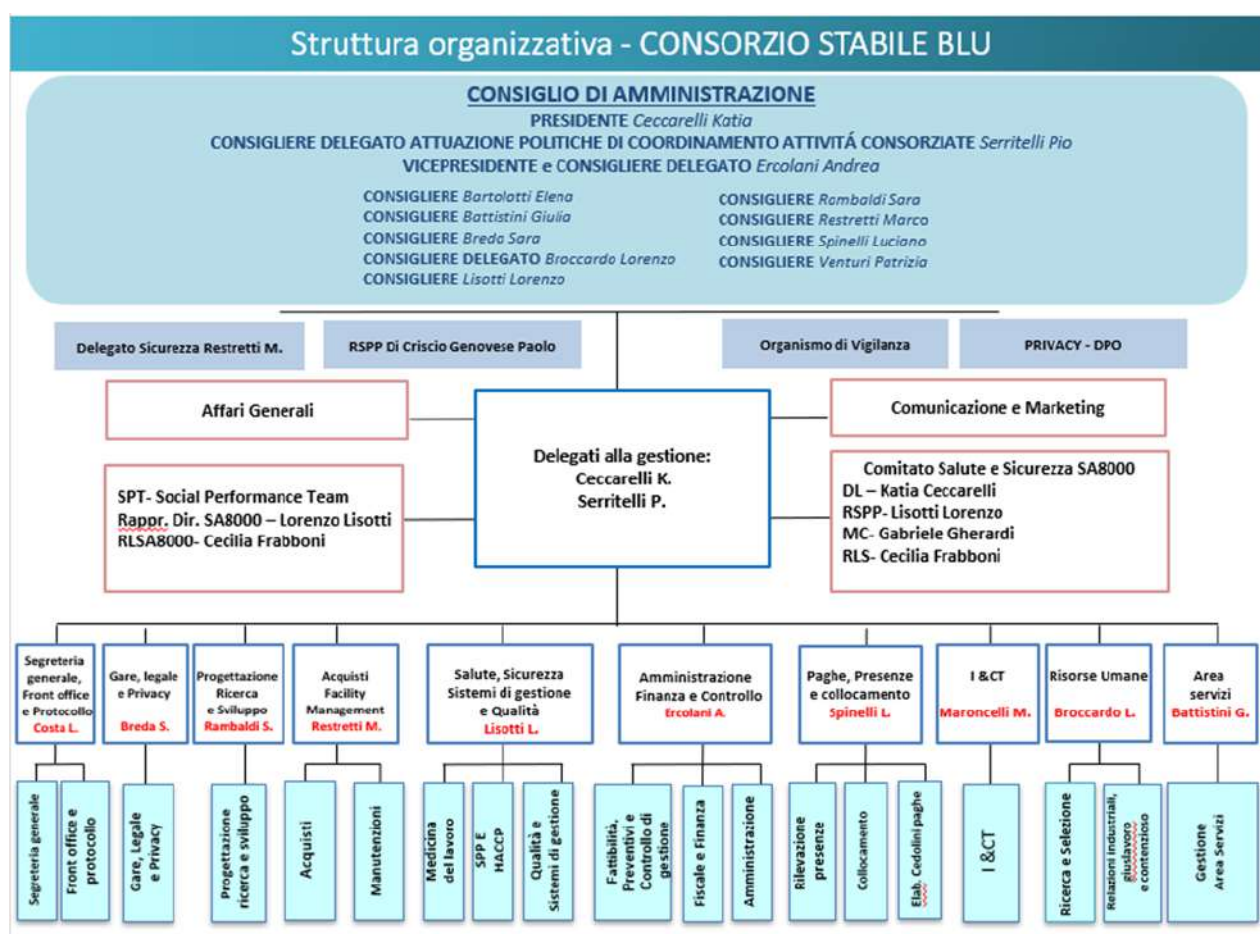 Struttura organizzativa - CONSORZIO STABILE BLU
CONSIGLIO DI AMMINISTRAZIONE
PRESIDENTE Ceccarelli Katia
CONSIGLIERE DELEGATO ATTUAZIONE POLITICHE DI COORDINAMENTO ATTIVITÁ CONSORZIATE Serritelli Pio
VICEPRESIDENTE e CONSIGLIERE DELEGATO Ercolani Andrea
CONSIGLIERE Bartolotti Elena
CONSIGLIERE Battistini Giulia
CONSIGLIERE Breda Sara
CONSIGLIERE DELEGATO Broccardo Lorenzo
CONSIGLIERE Lisotti Lorenzo
CONSIGLIERE Rambaldi Sara
CONSIGLIERE Restretti Marco
CONSIGLIERE Spinelli Luciano
CONSIGLIERE Venturi Patrizia
Delegato Sicurezza Restretti M.
RSPP Di Criscio Genovese Paolo
Organismo di Vigilanza
PRIVACY - DPO
Affari Generali
Comunicazione e Marketing
Delegati alla gestione:
Ceccarelli K.
Serritelli P.
SPT- Social Performance Team
Rappr. Dir. SA8000 – Lorenzo Lisotti
RLSA8000- Cecilia Frabboni
Comitato Salute e Sicurezza SA8000
DL – Katia Ceccarelli
RSPP- Lisotti Lorenzo
MC- Gabriele Gherardi
RLS- Cecilia Frabboni
Segreteria
generale,
Front office
e Protocollo
Costa L.
Gare, legale
e Privacy
Breda S.
Progettazione
Ricerca
e Sviluppo
Rambaldi S.
Acquisti
Facility
Management
Restretti M.
Salute, Sicurezza
Sistemi di gestione
e Qualità
Lisotti L.
Amministrazione
Finanza e Controllo
Ercolani A.
Paghe, Presenze
e collocamento
Spinelli L.
I &CT
Maroncelli M.
Risorse Umane
Broccardo L.
Area
servizi
Battistini G.
Segreteria generale
Front office e
protocollo
Gare, Legale
e Privacy
Progettazione
ricerca e sviluppo
Acquisti
Manutenzioni
Medicina
del lavoro
SPP E
HACCP
Qualità e
Sistemi di gestione
Fattibilità,
Preventivi e
Controllo di
gestione
Fiscale e Finanza
Amministrazione
Rilevazione
presenze
Collocamento
Elab. Cedolini paghe
I &CT
Ricerca e Selezione
Relazioni industriali,
giuslavoro
e contenzioso
Gestione
Area Servizi